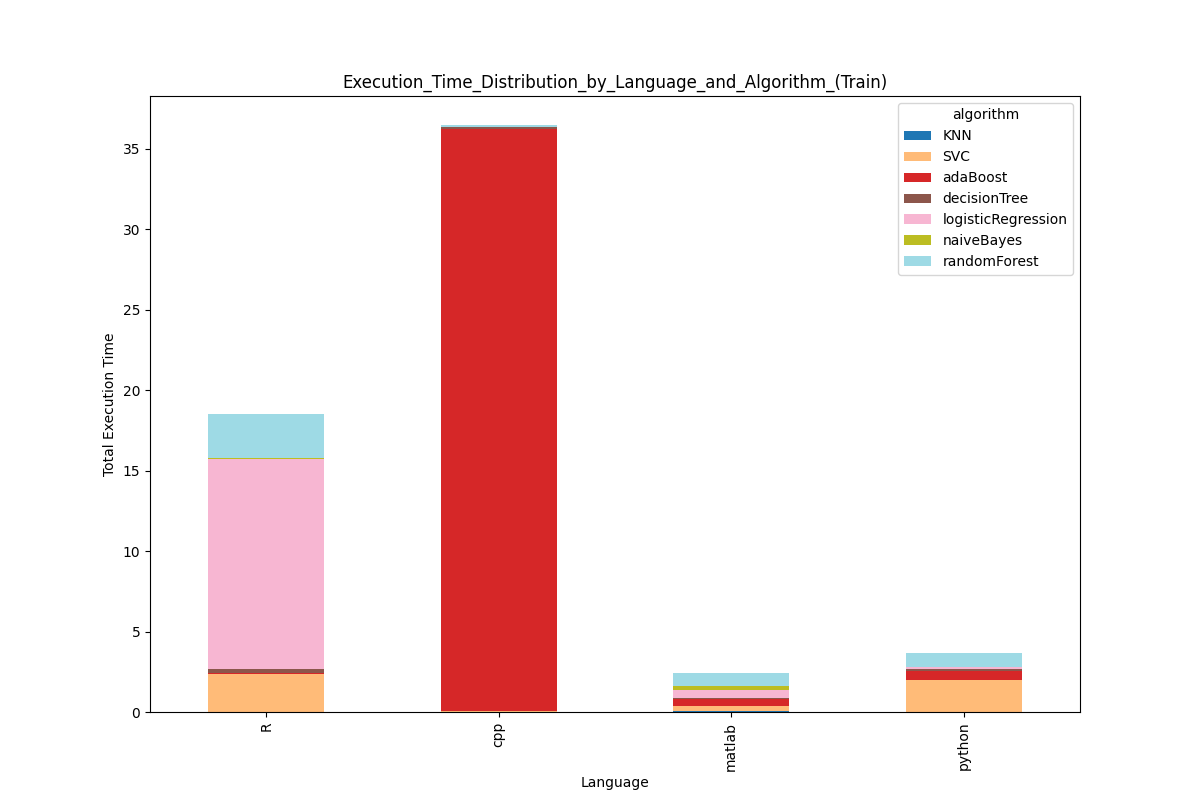 Execution_Time_Distribution_by_Language_and_Algorithm_(Train)
algorithm
KNN
SVC
adaBoost
decisionTree
logisticRegression
naiveBayes
randomForest
Total Execution Time
35
30
25
20
15
10
5
0
R
cpp
matlab
python
Language